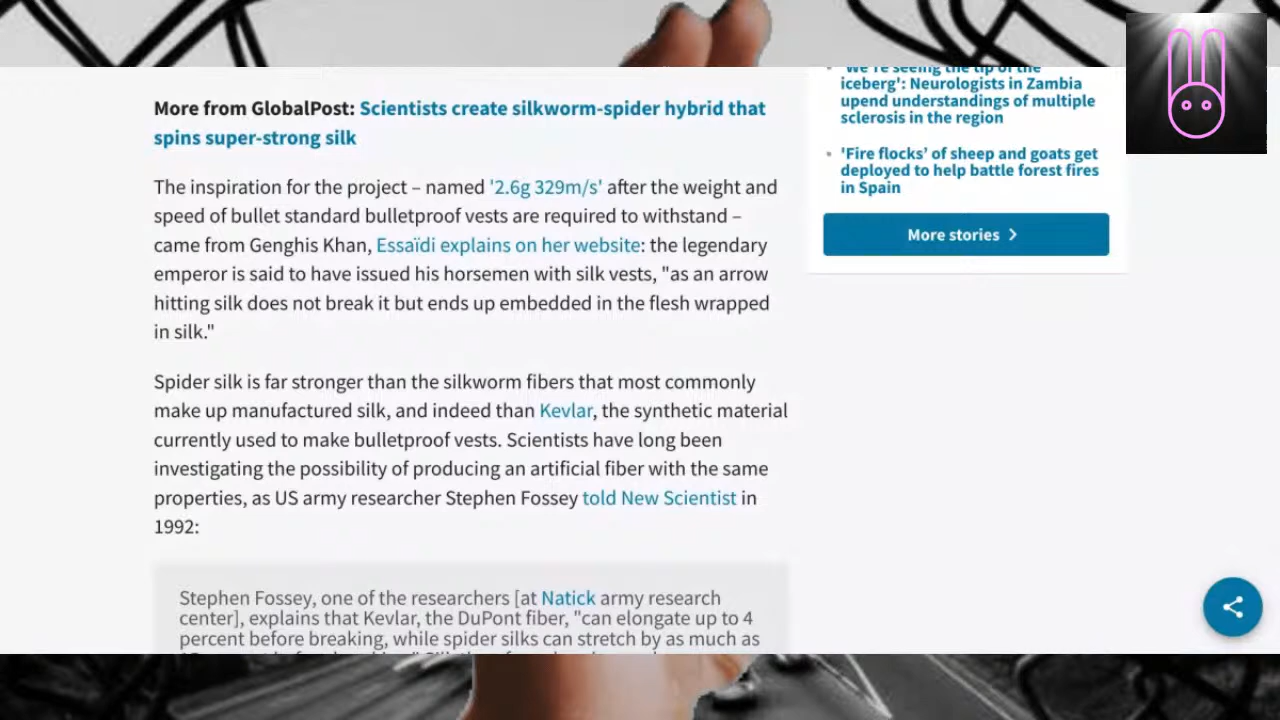 More from GlobalPost: Scientists create silkworm-spider hybrid that
spins super-strong silk
The inspiration for the project – named '2.6g 329m/s' after the weight and
speed of bullet standard bulletproof vests are required to withstand –
came from Genghis Khan, Essaïdi explains on her website: the legendary
emperor is said to have issued his horsemen with silk vests, "as an arrow
hitting silk does not break it but ends up embedded in the flesh wrapped
in silk."
Spider silk is far stronger than the silkworm fibers that most commonly
make up manufactured silk, and indeed than Kevlar, the synthetic material
currently used to make bulletproof vests. Scientists have long been
investigating the possibility of producing an artificial fiber with the same
properties, as US army researcher Stephen Fossey told New Scientist in
1992:
Stephen Fossey, one of the researchers [at Natick army research
center], explains that Kevlar, the DuPont fiber, "can elongate up to 4
percent before breaking, while spider silks can stretch by as much as
'We're seeing the tip of the
iceberg': Neurologists in Zambia
upend understandings of multiple
sclerosis in the region
'Fire flocks' of sheep and goats get
deployed to help battle forest fires
in Spain
More stories